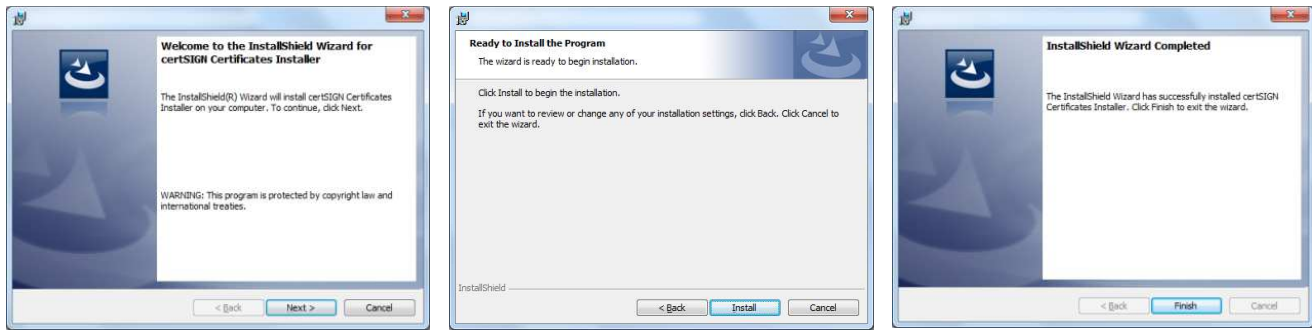 Welcome to the InstallShield Wizard for
certSIGN Certificates Installer
The InstallShield(R) Wizard will install certSIGN Certificates
Installer on your computer. To continue, click Next.
WARNING: This program is protected by copyright law and
international treaties.
< Back
Next >
Cancel
Ready to Install the Program
The wizard is ready to begin installation.
Click Install to begin the installation.
If you want to review or change any of your installation settings, click Back. Click Cancel to
exit the wizard.
InstallShield
< Back
Install
Cancel
InstallShield Wizard Completed
The InstallShield Wizard has successfully installed certSIGN
Certificates Installer. Click Finish to exit the wizard.
< Back
Finish
Cancel